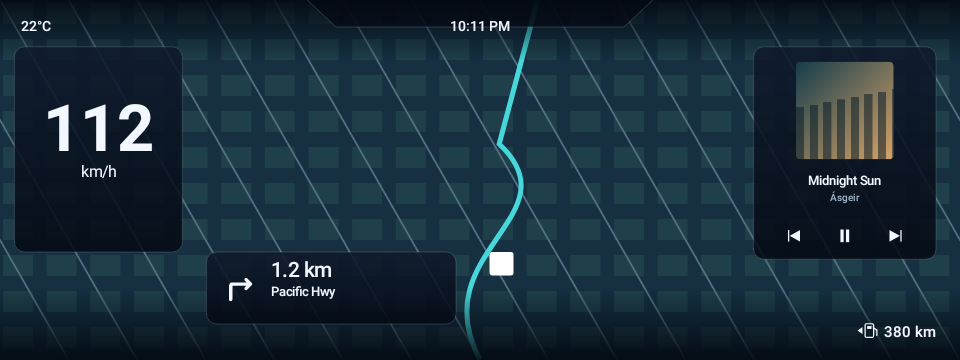 22°C
10:11 PM
112
km/h
Midnight Sun
Ásgeir
1.2 km
Pacific Hwy
380 km